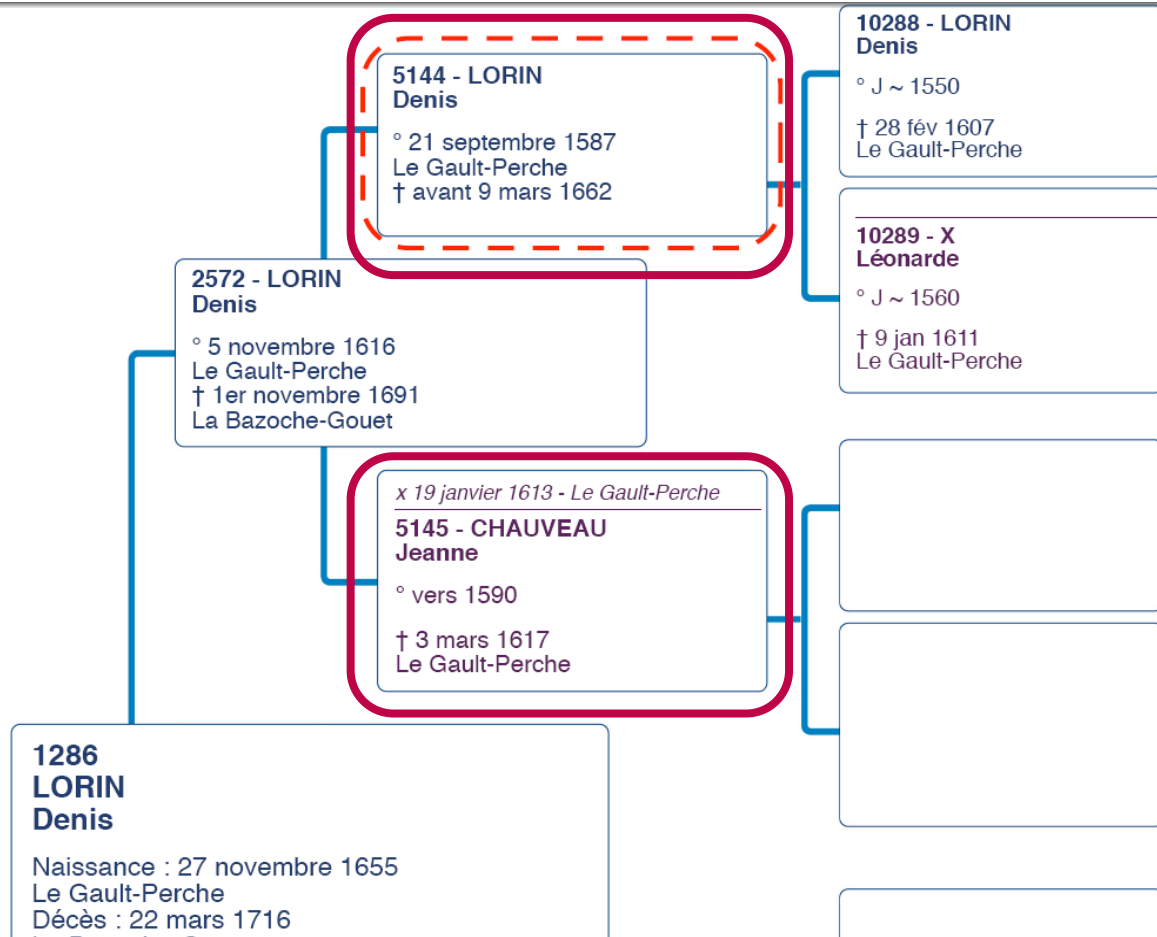 10288 - LORIN
Denis
° J ~ 1550
† 28 fév 1607
Le Gault-Perche
5144 - LORIN
Denis
° 21 septembre 1587
Le Gault-Perche
† avant 9 mars 1662
10289 - X
Léonarde
° J ~ 1560
† 9 jan 1611
Le Gault-Perche
2572 - LORIN
Denis
° 5 novembre 1616
Le Gault-Perche
† 1er novembre 1691
La Bazoche-Gouet
x 19 janvier 1613 - Le Gault-Perche
5145 - CHAUVEAU
Jeanne
° vers 1590
† 3 mars 1617
Le Gault-Perche
1286
LORIN
Denis
Naissance : 27 novembre 1655
Le Gault-Perche
Décès : 22 mars 1716